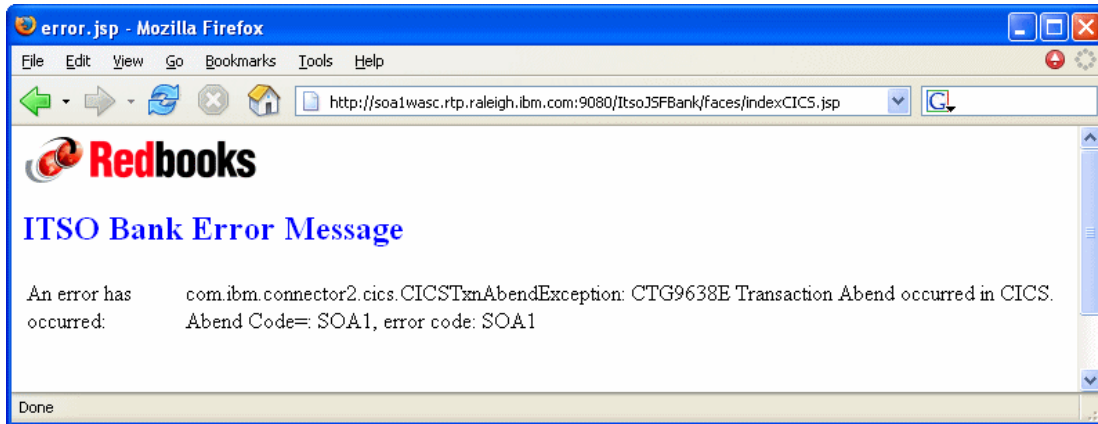 error.jsp - Mozilla Firefox
File Edit View Go Bookmarks Tools Help
http://soa1wasc.rtp.raleigh.ibm.com:9080/ItsoJSFBank/faces/indexCICS.jsp G
Redbooks
ITSO Bank Error Message
An error has com.ibm.connector2.cics.CICSTxnAbendException: CTG9638E Transaction Abend occurred in CICS.
occurred: Abend Code=: SOA1, error code: SOA1
Done